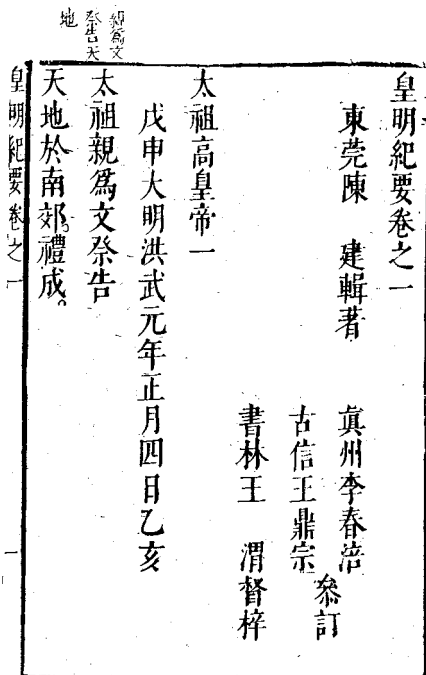 皇明紀要卷之一
東莞陳 建輯著
真州李春涪
古信王鼎宗
叅訂
書林王 渭督梓
太祖高皇帝一
戊申大明洪武元年正月四日乙亥
太祖親爲文祭告
天地於南郊禮成
親爲文
祭告天
地
皇明紀要卷之一
一